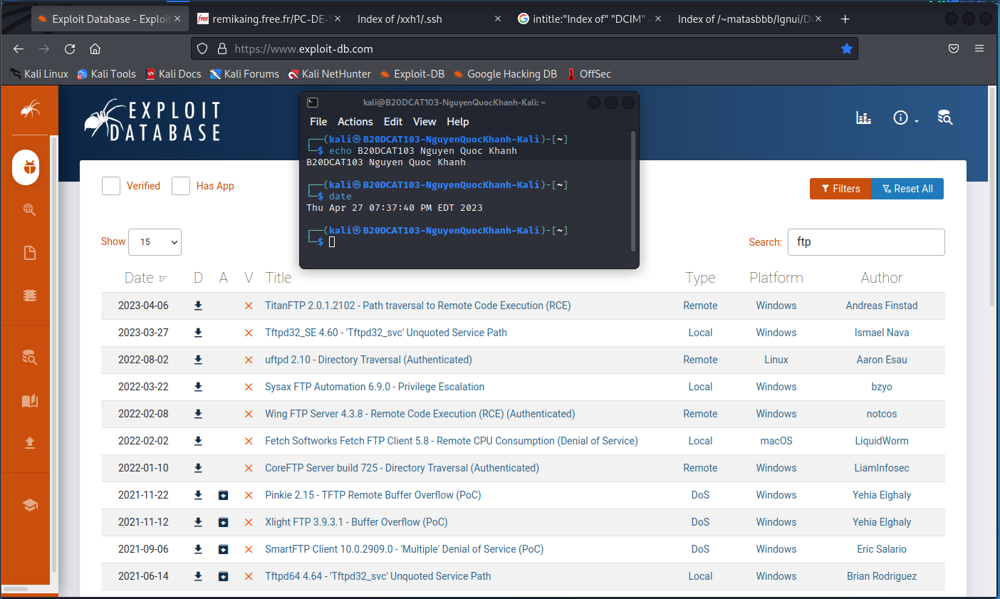 Exploit Database - Exploit
remikaing.free.fr/PC-DE-S
Index of /xxh1/.ssh
intitle:"Index of" "DCIM" -
Index of /~matasbbb/Ignui/DC
https://www.exploit-db.com
Kali Linux Kali Tools Kali Docs Kali Forums Kali NetHunter Exploit-DB Google Hacking DB OffSec
EXPLOIT
DATABASE
kali@B20DCAT103-NguyenQuocKhanh-Kali: ~
File Actions Edit View Help
┌──(kali㉿B20DCAT103-NguyenQuocKhanh-Kali)-[~]
└─$ echo B20DCAT103 Nguyen Quoc Khanh
B20DCAT103 Nguyen Quoc Khanh
┌──(kali㉿B20DCAT103-NguyenQuocKhanh-Kali)-[~]
└─$ date
Thu Apr 27 07:37:40 PM EDT 2023
┌──(kali㉿B20DCAT103-NguyenQuocKhanh-Kali)-[~]
└─$
Verified Has App
Filters Reset All
Show 15
Search: ftp
Date D A V Title Type Platform Author
2023-04-06 TitanFTP 2.0.1.2102 - Path traversal to Remote Code Execution (RCE) Remote Windows Andreas Finstad
2023-03-27 Tftpd32_SE 4.60 - 'Tftpd32_svc' Unquoted Service Path Local Windows Ismael Nava
2022-08-02 uftpd 2.10 - Directory Traversal (Authenticated) Remote Linux Aaron Esau
2022-03-22 Sysax FTP Automation 6.9.0 - Privilege Escalation Local Windows bzyo
2022-02-08 Wing FTP Server 4.3.8 - Remote Code Execution (RCE) (Authenticated) Remote Windows notcos
2022-02-02 Fetch Softworks Fetch FTP Client 5.8 - Remote CPU Consumption (Denial of Service) Local macOS LiquidWorm
2022-01-10 CoreFTP Server build 725 - Directory Traversal (Authenticated) Remote Windows LiamInfosec
2021-11-22 Pinkie 2.15 - TFTP Remote Buffer Overflow (PoC) DoS Windows Yehia Elghaly
2021-11-12 Xlight FTP 3.9.3.1 - Buffer Overflow (PoC) DoS Windows Yehia Elghaly
2021-09-06 SmartFTP Client 10.0.2909.0 - 'Multiple' Denial of Service (PoC) DoS Windows Eric Salario
2021-06-14 Tftpd64 4.64 - 'Tftpd32_svc' Unquoted Service Path Local Windows Brian Rodriguez